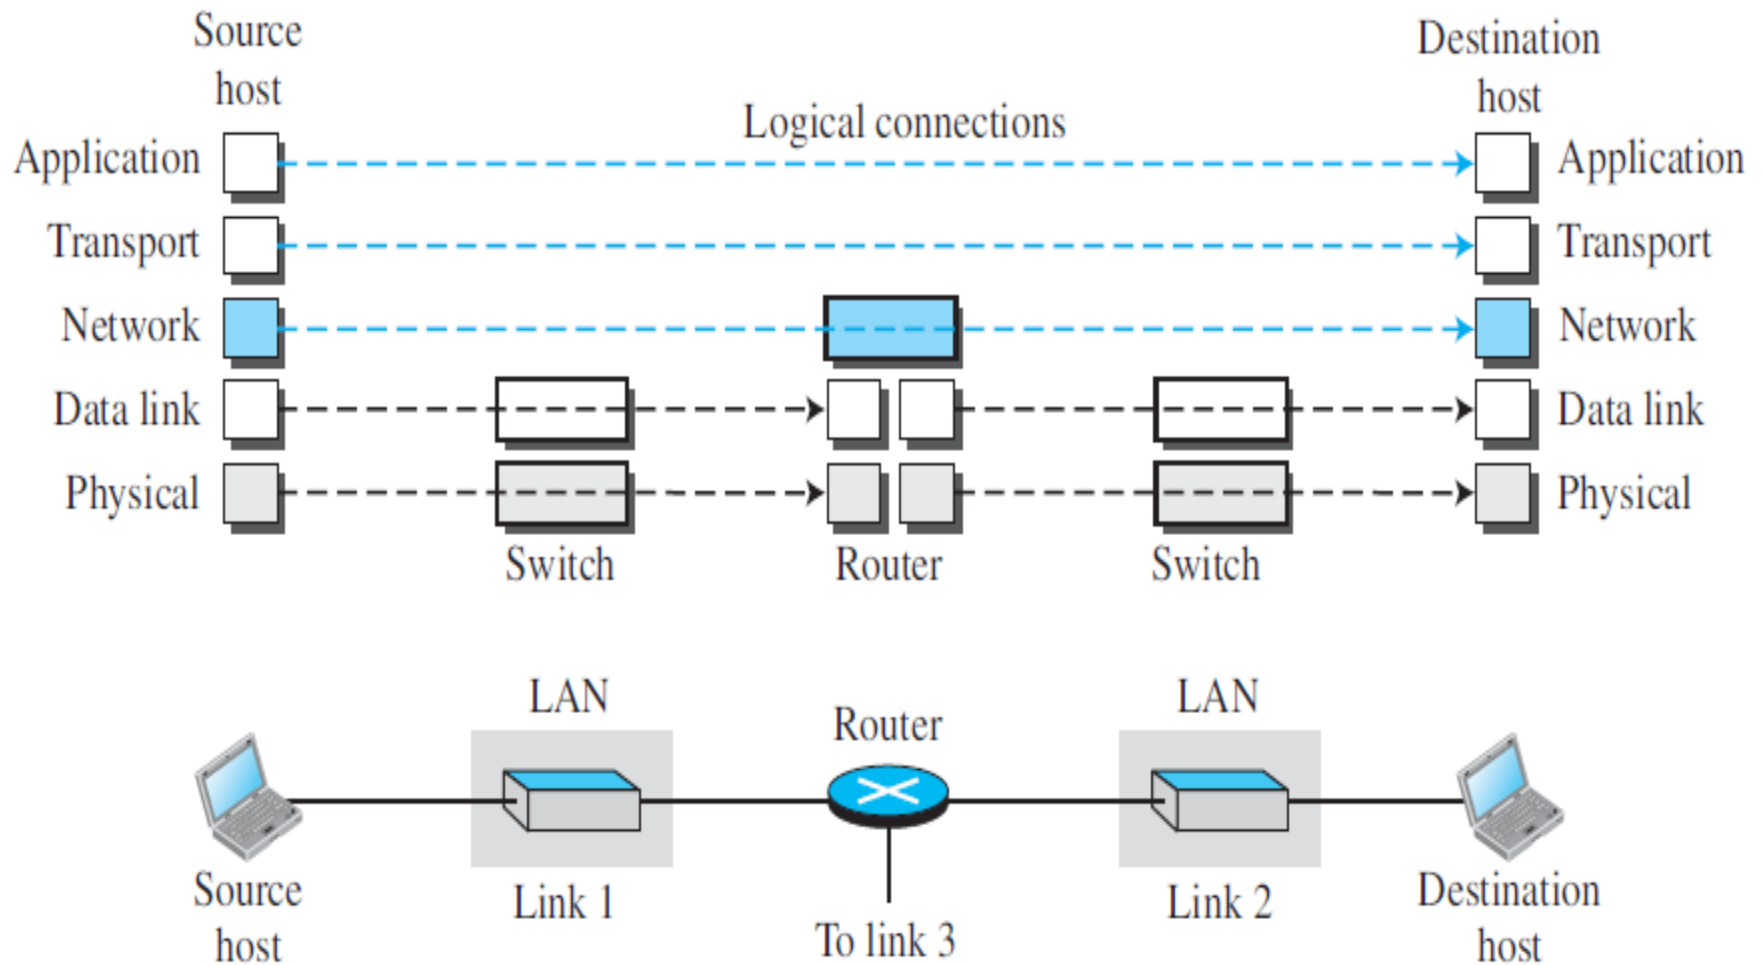 Source
host
Destination
host
Logical connections
Application
Application
Transport
Transport
Network
Network
Data link
Data link
Physical
Physical
Switch
Router
Switch
LAN
Router
LAN
Source
host
Link 1
To link 3
Link 2
Destination
host